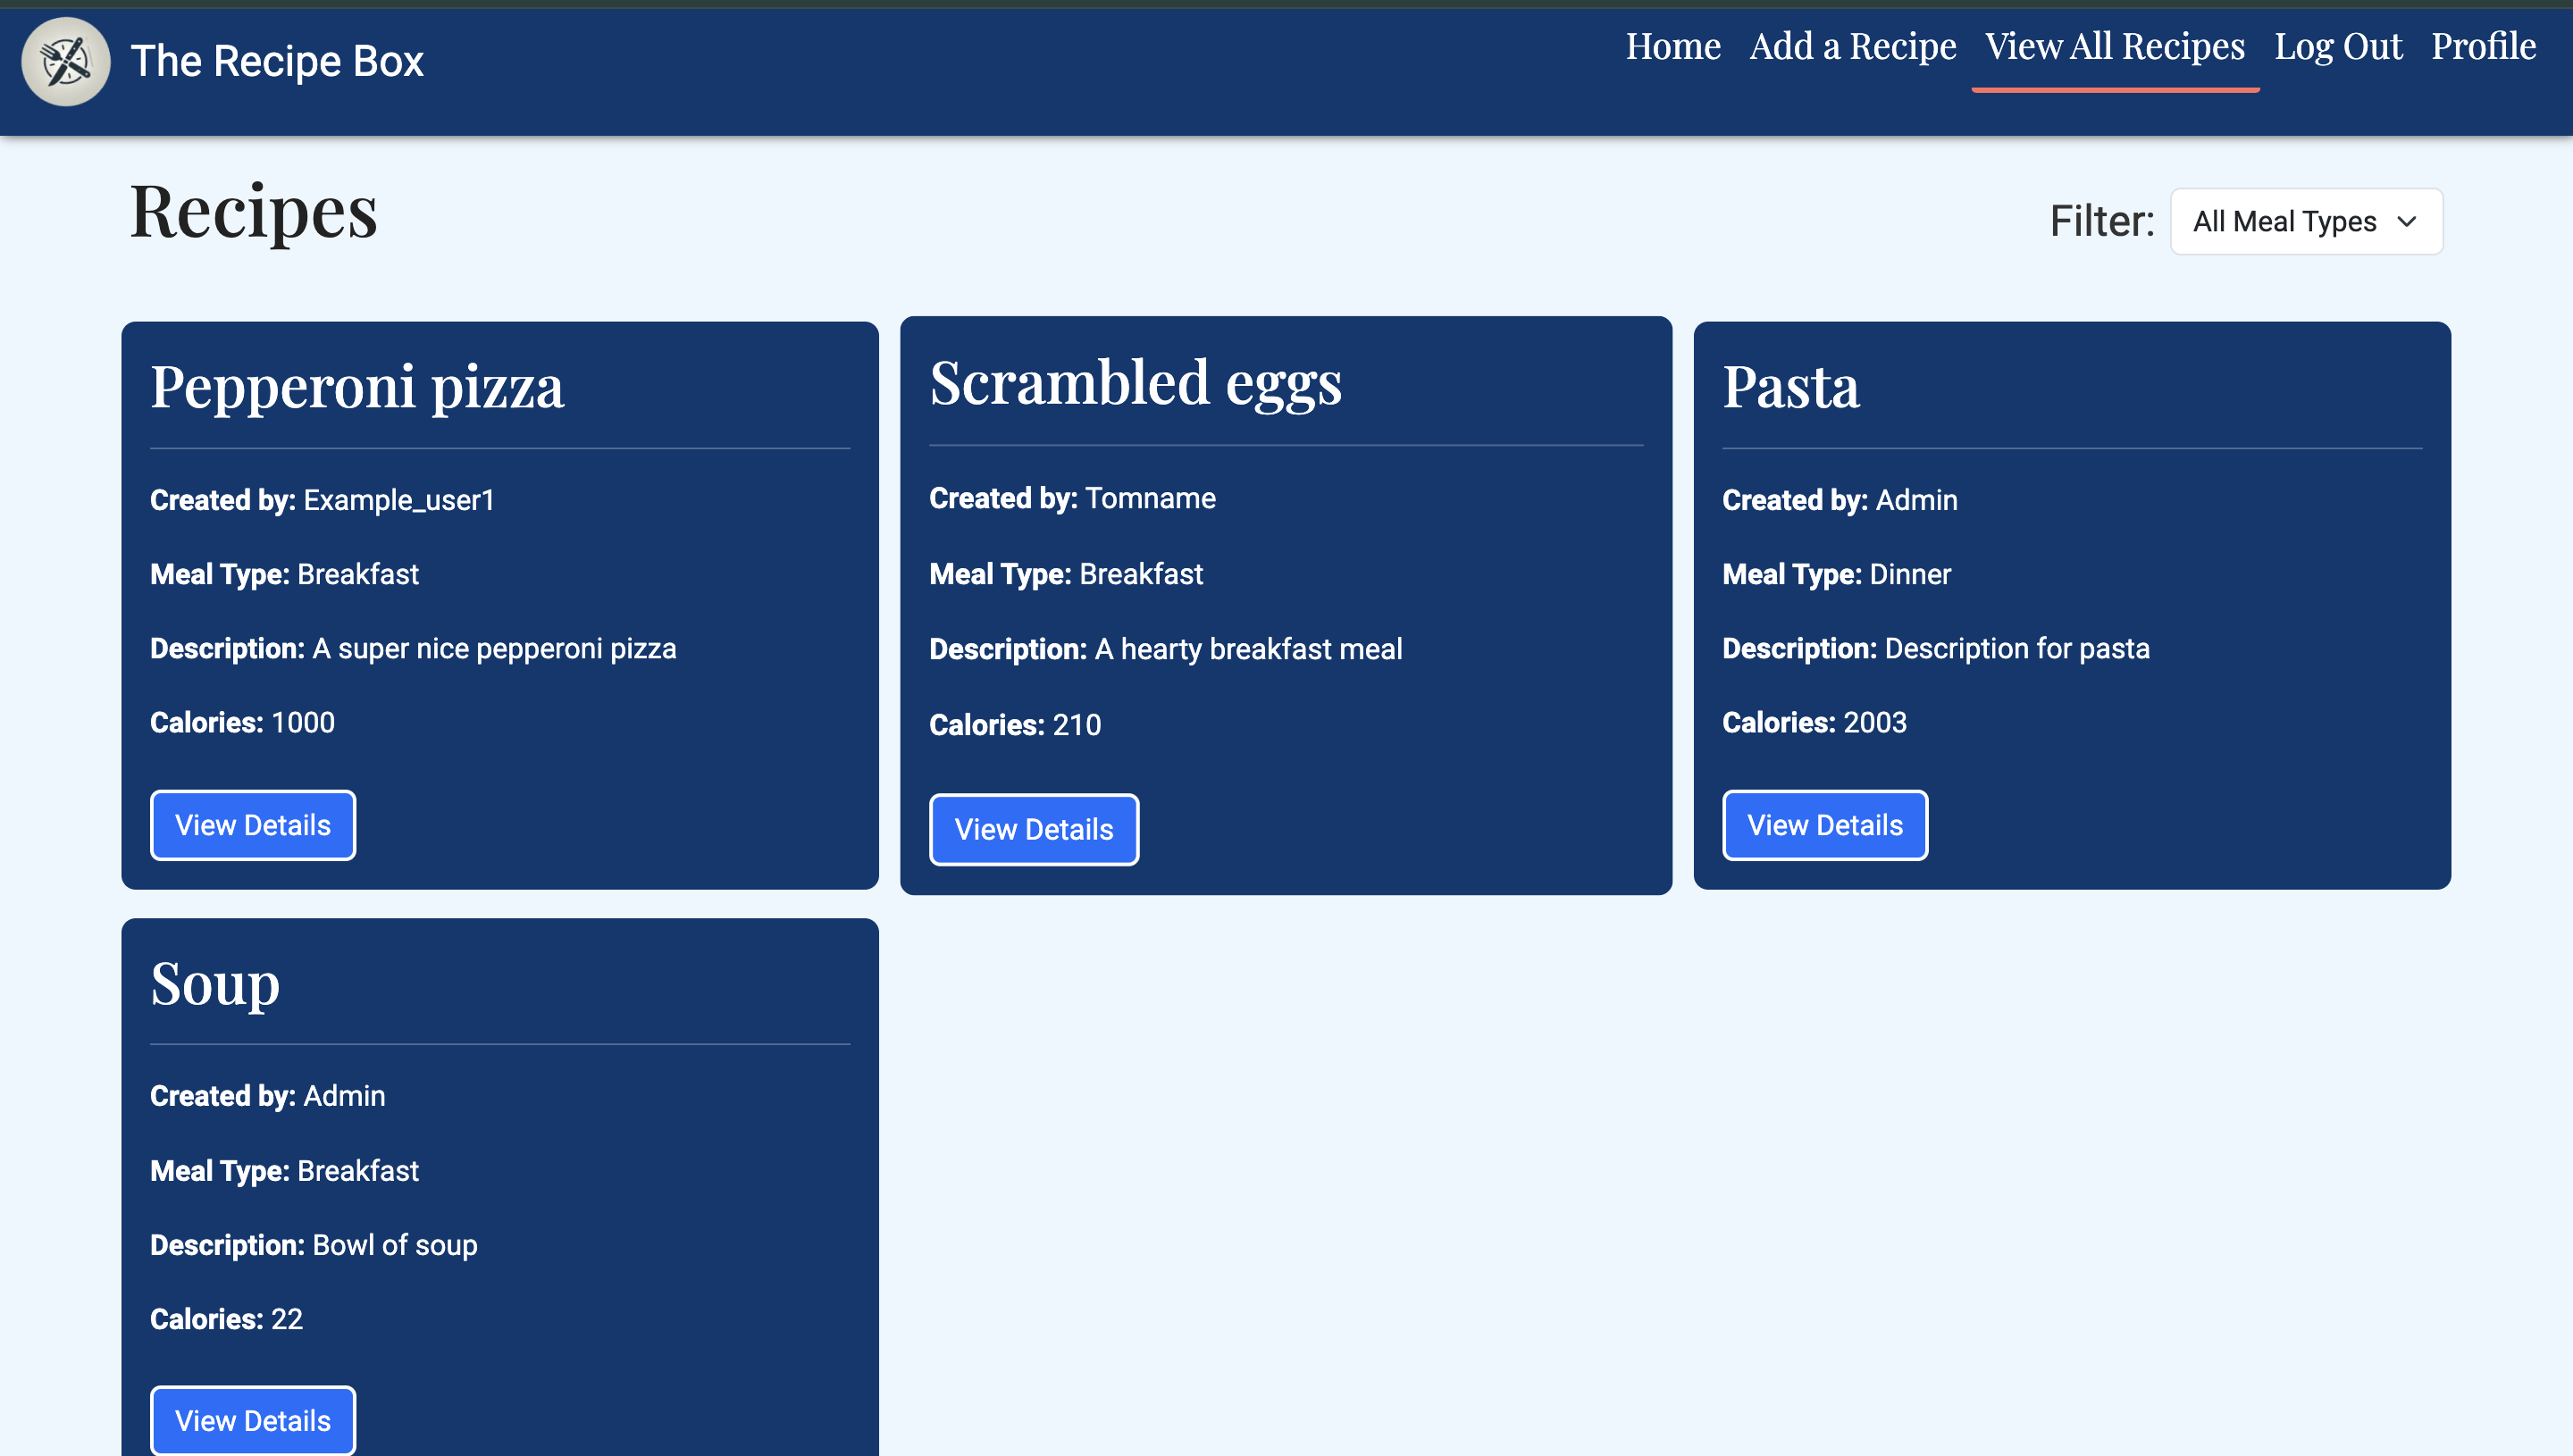 The Recipe Box
Home Add a Recipe View All Recipes Log Out Profile
Recipes
Filter: All Meal Types
Pepperoni pizza
Created by: Example_user1
Meal Type: Breakfast
Description: A super nice pepperoni pizza
Calories: 1000
View Details
Scrambled eggs
Created by: Tomname
Meal Type: Breakfast
Description: A hearty breakfast meal
Calories: 210
View Details
Pasta
Created by: Admin
Meal Type: Dinner
Description: Description for pasta
Calories: 2003
View Details
Soup
Created by: Admin
Meal Type: Breakfast
Description: Bowl of soup
Calories: 22
View Details